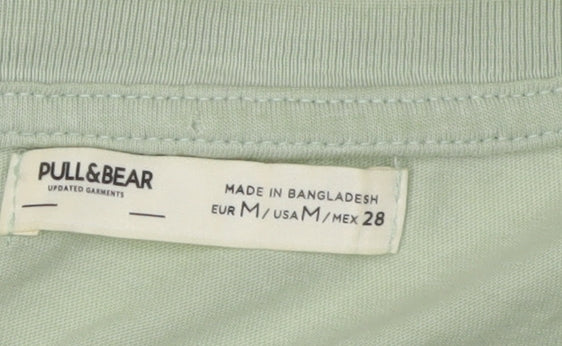 PULL&BEAR
UPDATED GARMENTS
MADE IN BANGLADESH
EUR M / USA M / MEX 28